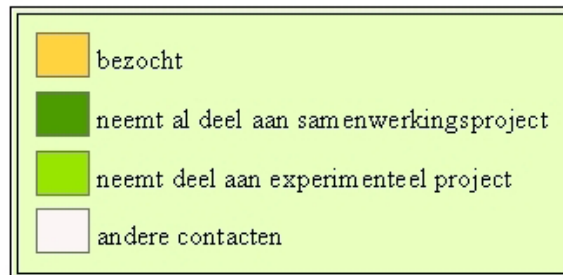 bezocht
neemt al deel aan samenwerkingsproject
neemt deel aan experimenteel project
andere contacten